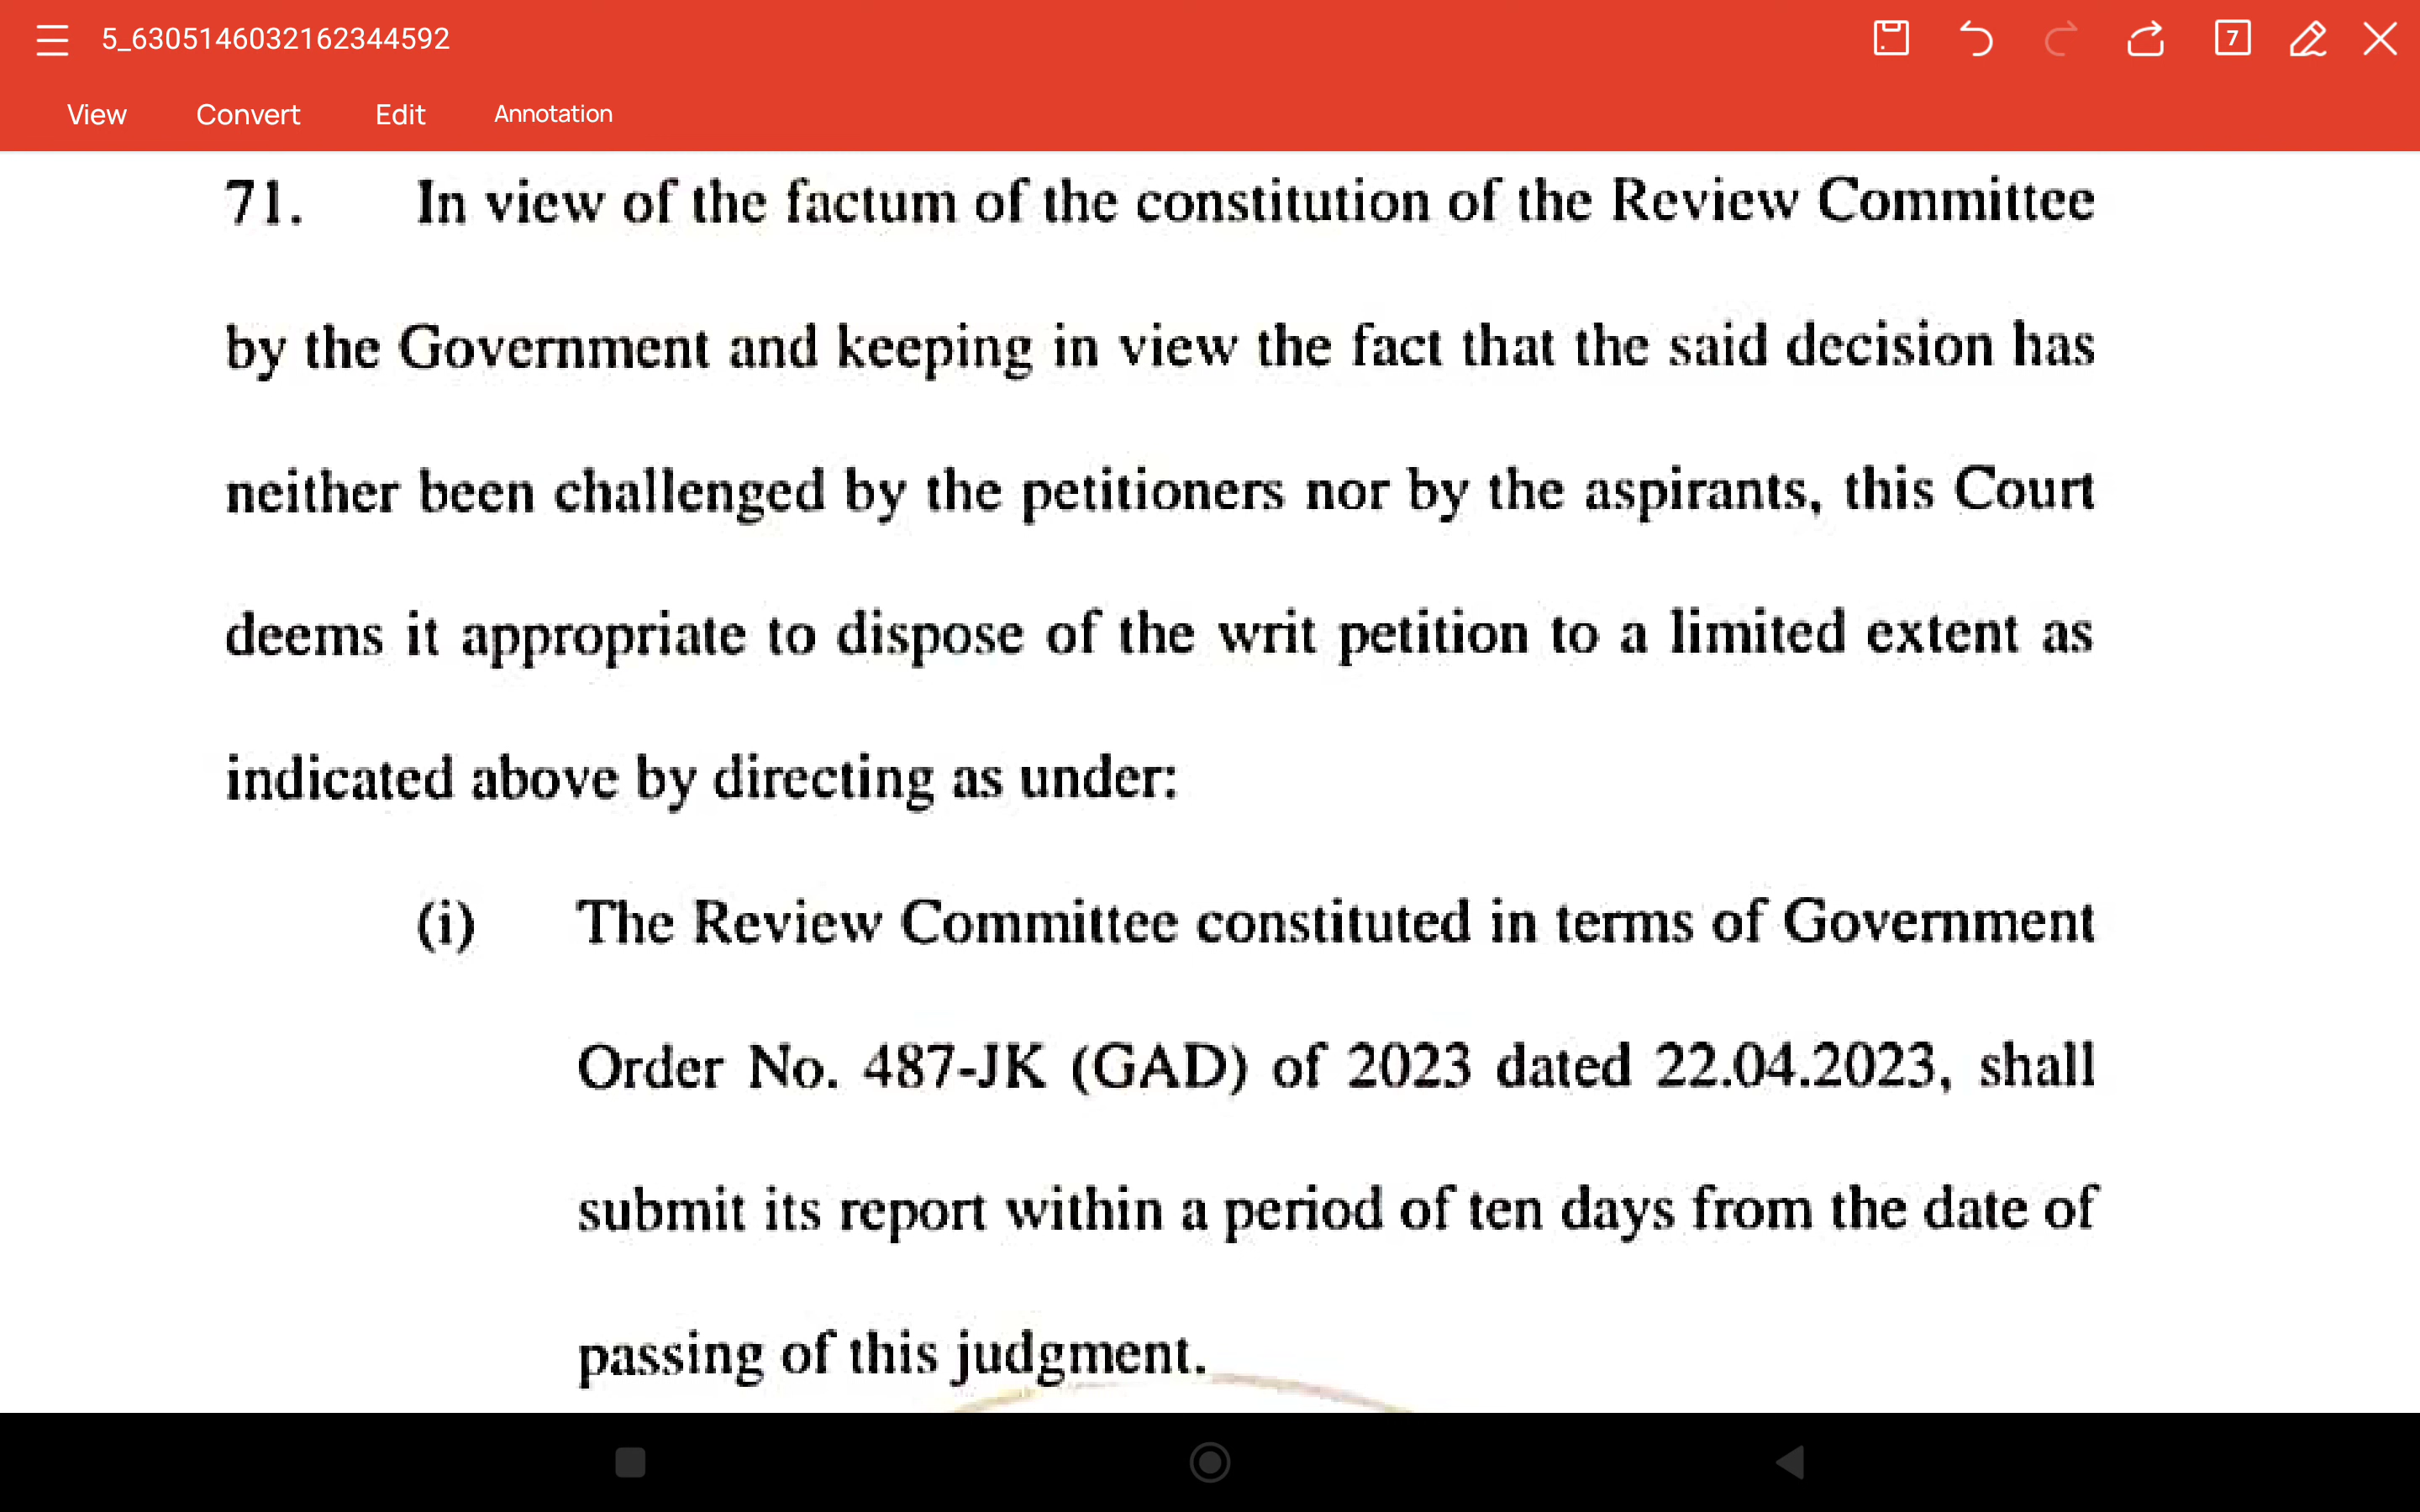 5_6305146032162344592
7
View Convert Edit Annotation
71. In view of the factum of the constitution of the Review Committee
by the Government and keeping in view the fact that the said decision has
neither been challenged by the petitioners nor by the aspirants, this Court
deems it appropriate to dispose of the writ petition to a limited extent as
indicated above by directing as under:
(i) The Review Committee constituted in terms of Government
Order No. 487-JK (GAD) of 2023 dated 22.04.2023, shall
submit its report within a period of ten days from the date of
passing of this judgment.